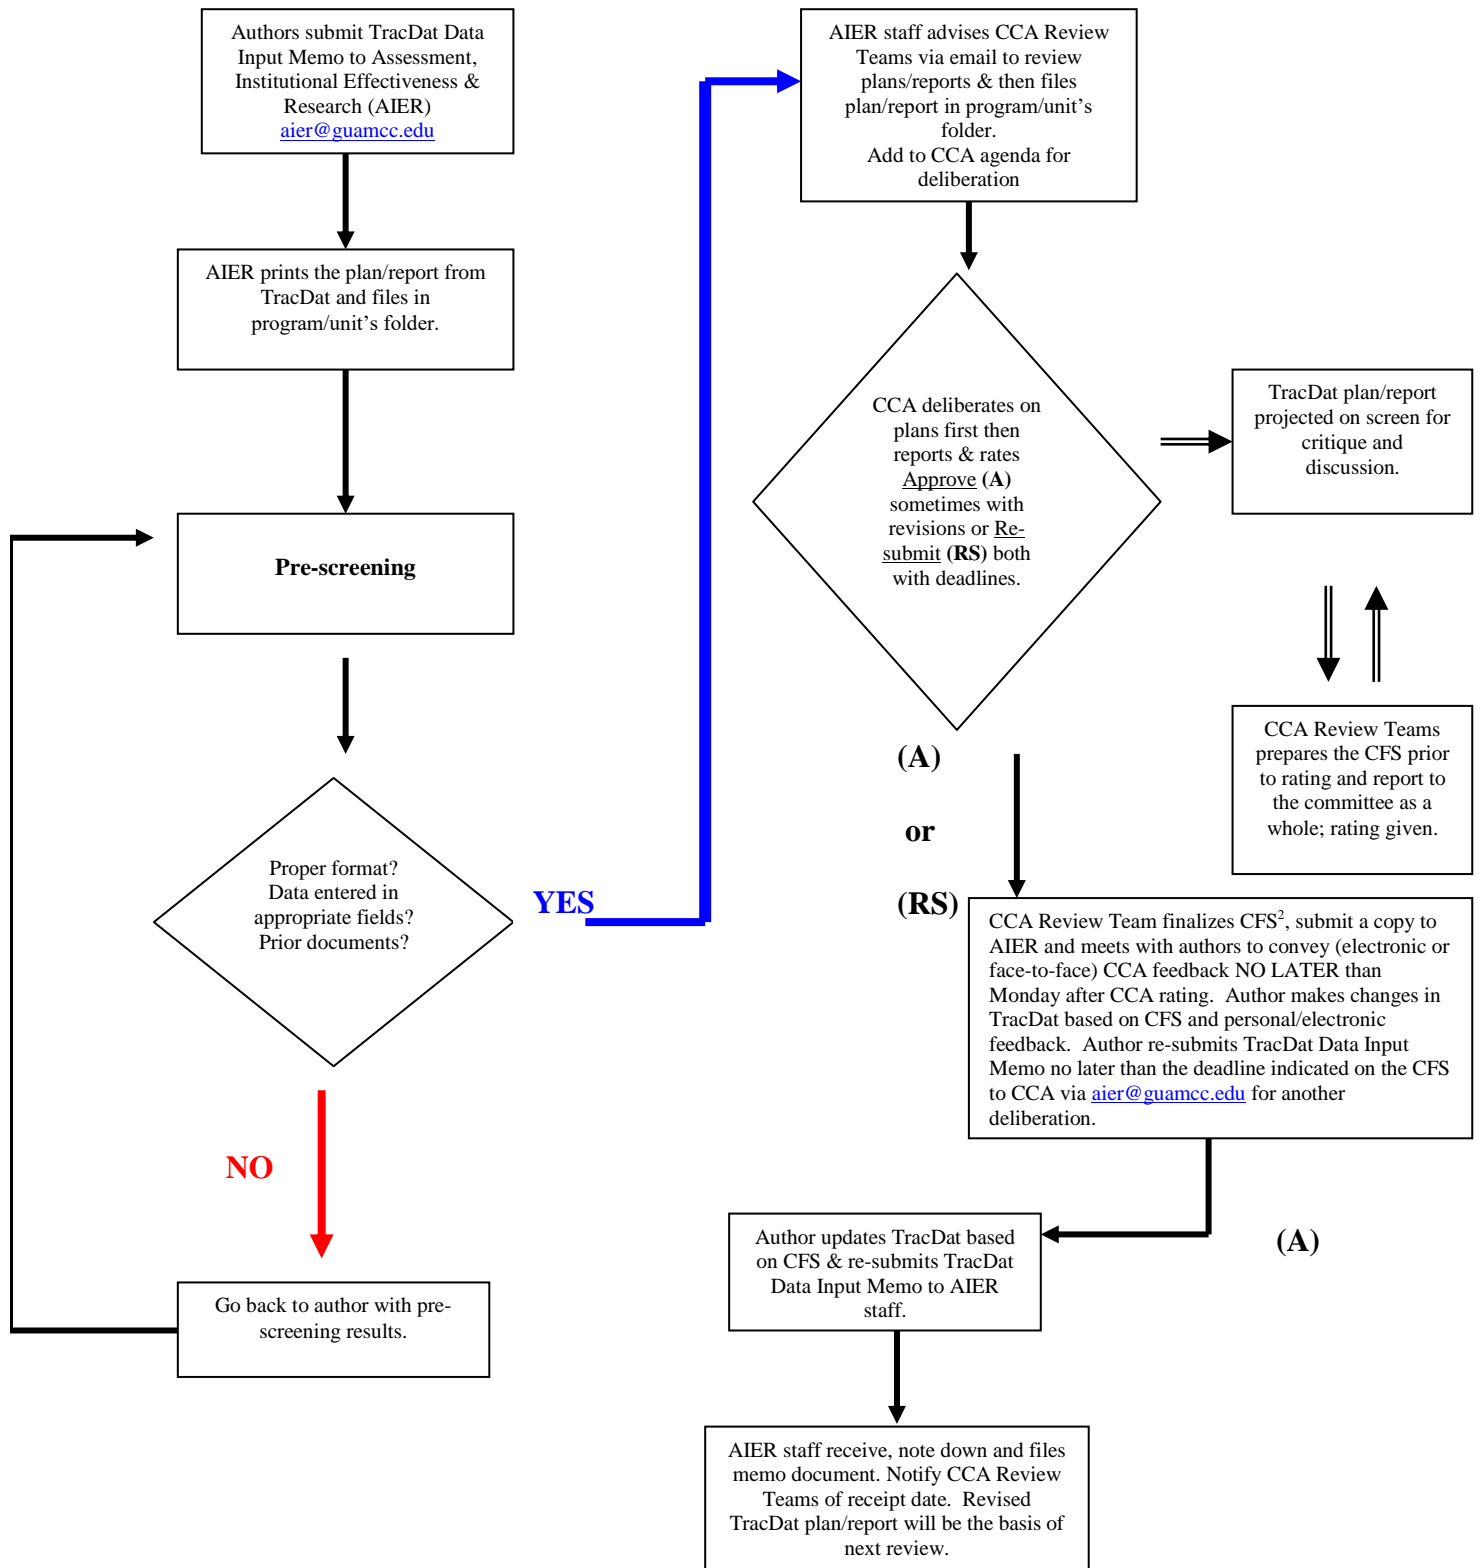 Authors submit TracDat Data
Input Memo to Assessment,
Institutional Effectiveness &
Research (AIER)
aier@guamcc.edu
AIER prints the plan/report from
TracDat and files in
program/unit’s folder.
Pre-screening
Proper format?
Data entered in
appropriate fields?
Prior documents?
YES
NO
Go back to author with pre-
screening results.
AIER staff advises CCA Review
Teams via email to review
plans/reports & then files
plan/report in program/unit’s
folder.
Add to CCA agenda for
deliberation
CCA deliberates on
plans first then
reports & rates
Approve (A)
sometimes with
revisions or Re-
submit (RS) both
with deadlines.
TracDat plan/report
projected on screen for
critique and
discussion.
CCA Review Teams
prepares the CFS prior
to rating and report to
the committee as a
whole; rating given.
(A)
or
(RS)
CCA Review Team finalizes CFS², submit a copy to
AIER and meets with authors to convey (electronic or
face-to-face) CCA feedback NO LATER than
Monday after CCA rating.  Author makes changes in
TracDat based on CFS and personal/electronic
feedback.  Author re-submits TracDat Data Input
Memo no later than the deadline indicated on the CFS
to CCA via aier@guamcc.edu for another
deliberation.
(A)
Author updates TracDat based
on CFS & re-submits TracDat
Data Input Memo to AIER
staff.
AIER staff receive, note down and files
memo document. Notify CCA Review
Teams of receipt date.  Revised
TracDat plan/report will be the basis of
next review.